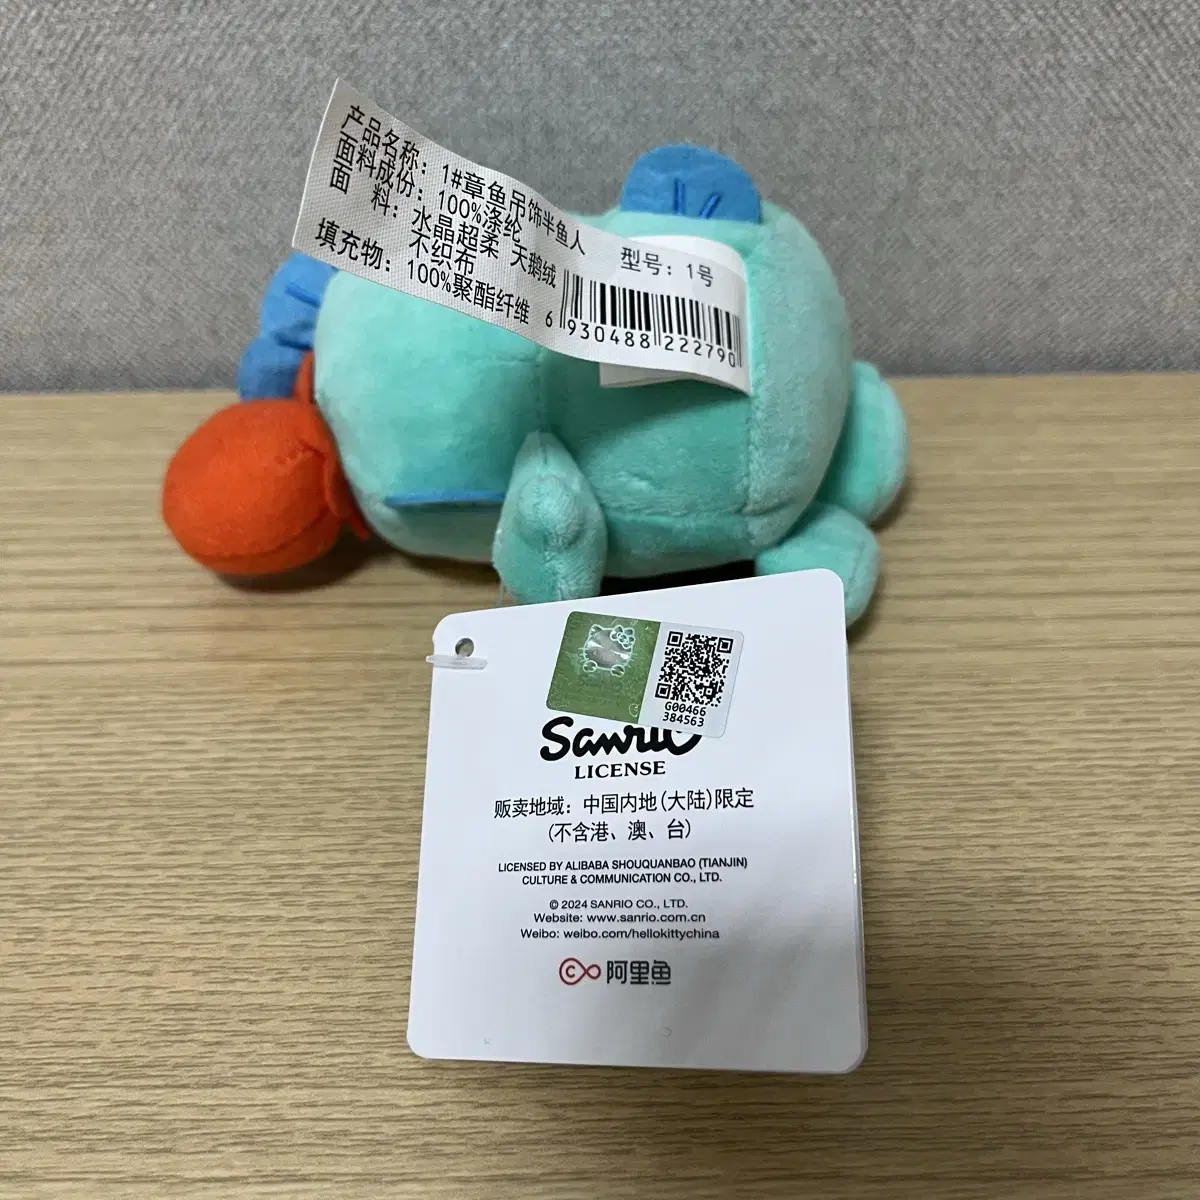 产品名称：1#章鱼吊饰半鱼人 型号：1号
面料成份：100%涤纶
面 料：水晶超柔 天鹅绒
不织布
填充物：100%聚酯纤维
6 930488 222790
G00466
384563
Sanrio
LICENSE
贩卖地域：中国内地(大陆)限定
(不含港、澳、台)
LICENSED BY ALIBABA SHOUQUANBAO (TIANJIN)
CULTURE & COMMUNICATION CO., LTD.
© 2024 SANRIO CO., LTD.
Website: www.sanrio.com.cn
Weibo: weibo.com/hellokittychina
阿里鱼